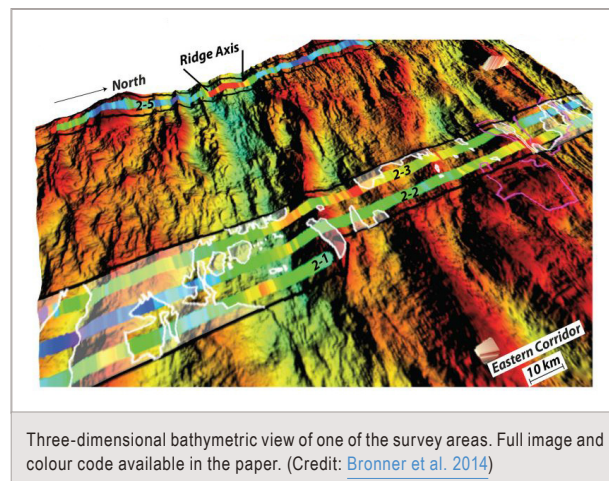 Ridge Axis
North
2-5
2-3
2-2
2-1
Eastern Corridor
10 km
Three-dimensional bathymetric view of one of the survey areas. Full image and
colour code available in the paper. (Credit: Bronner et al. 2014)